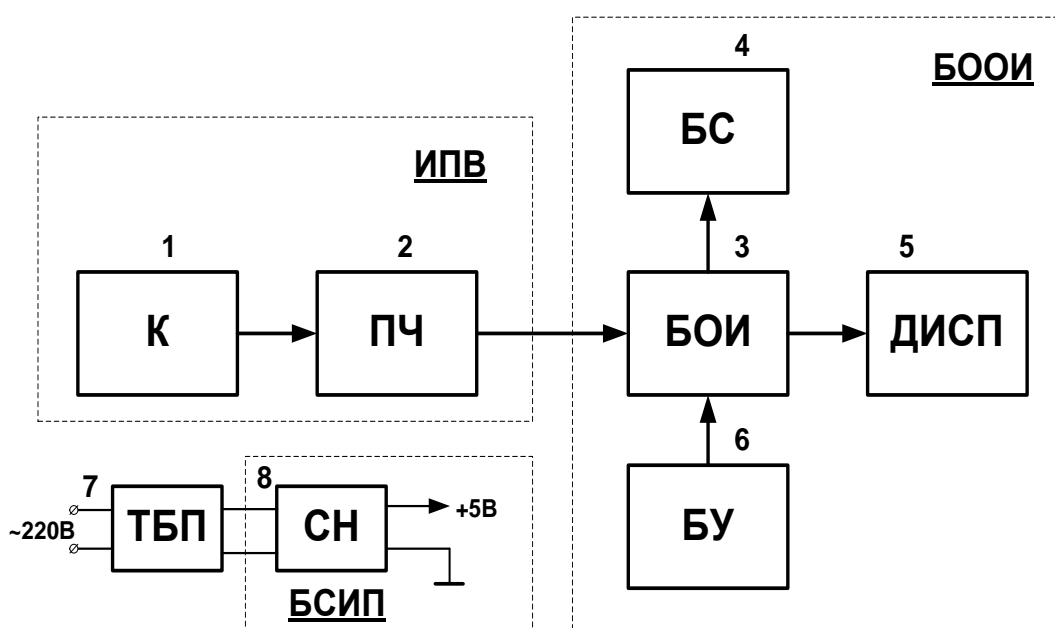 4
БООИ
БС
ИПВ
1
2
3
5
К
ПЧ
БОИ
ДИСП
6
7
8
~220В
ТБП
СН
+5В
БУ
БСИП